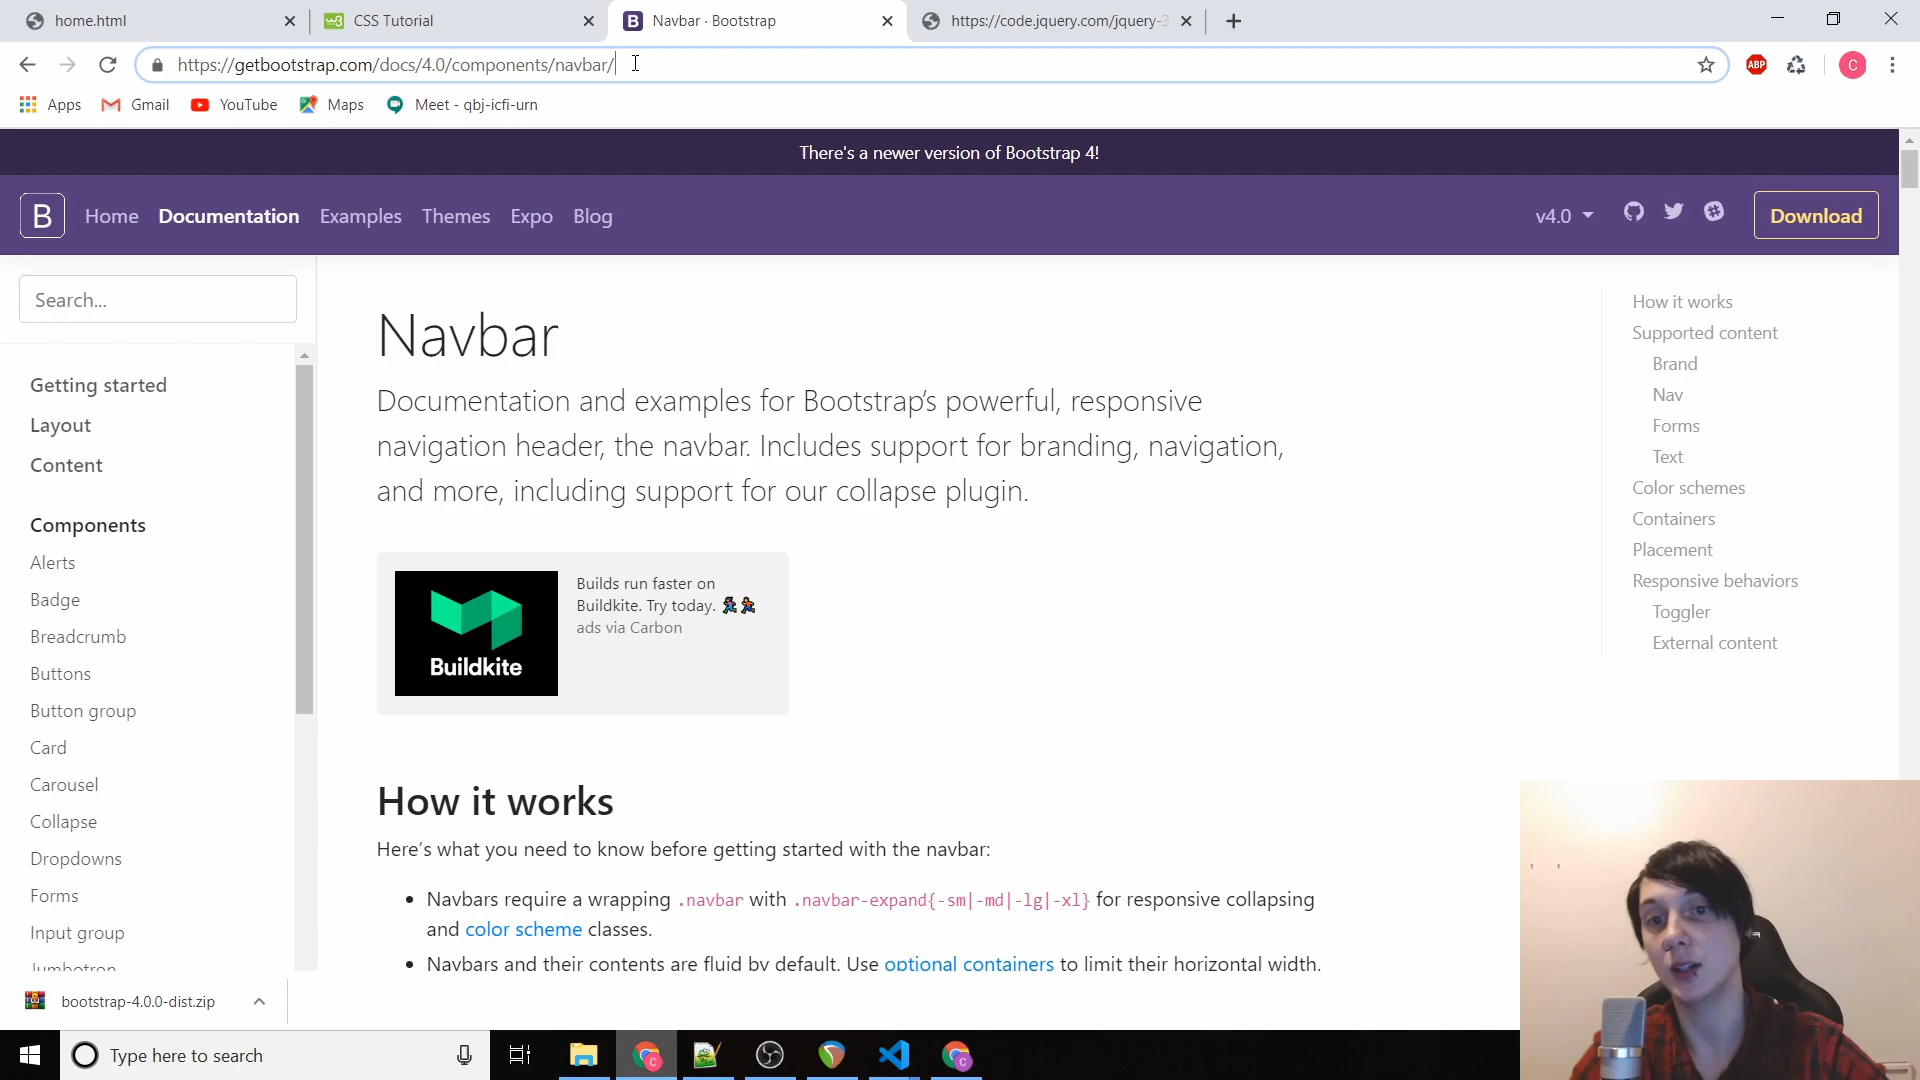 home.html
CSS Tutorial
Navbar · Bootstrap
https://code.jquery.com/jquery-3
https://getbootstrap.com/docs/4.0/components/navbar/
ABP
C
Apps
Gmail
YouTube
Maps
Meet - qbj-icfi-urn
There's a newer version of Bootstrap 4!
B
Home
Documentation
Examples
Themes
Expo
Blog
v4.0
Download
Search...
Getting started
Layout
Content
Components
Alerts
Badge
Breadcrumb
Buttons
Button group
Card
Carousel
Collapse
Dropdowns
Forms
Input group
Jumbotron
Navbar
Documentation and examples for Bootstrap’s powerful, responsive
navigation header, the navbar. Includes support for branding, navigation,
and more, including support for our collapse plugin.
Buildkite
Builds run faster on
Buildkite. Try today. 🏃🏃
ads via Carbon
How it works
Here’s what you need to know before getting started with the navbar:
• Navbars require a wrapping .navbar with .navbar-expand{-sm|-md|-lg|-xl} for responsive collapsing
and color scheme classes.
• Navbars and their contents are fluid by default. Use optional containers to limit their horizontal width.
How it works
Supported content
Brand
Nav
Forms
Text
Color schemes
Containers
Placement
Responsive behaviors
Toggler
External content
bootstrap-4.0.0-dist.zip
Type here to search